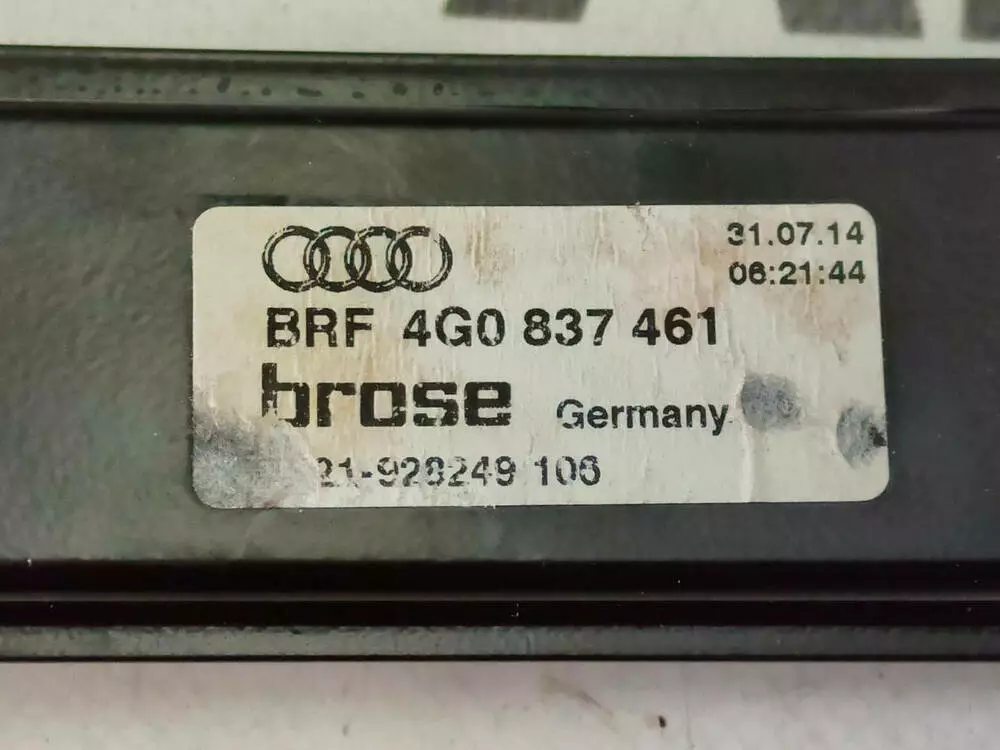 31.07.14
06:21:44
BRF 4G0 837 461
brose Germany
21-928249 106